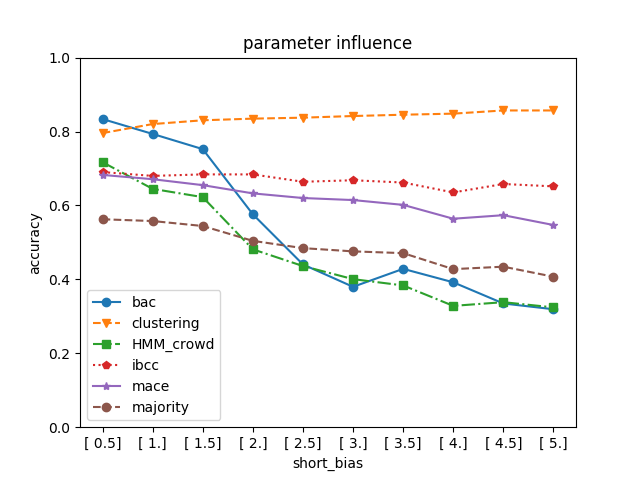 parameter influence
1.0
0.8
0.6
0.4
0.2
0.0
accuracy
bac
clustering
HMM_crowd
ibcc
mace
majority
[ 0.5] [ 1.] [ 1.5] [ 2.] [ 2.5] [ 3.] [ 3.5] [ 4.] [ 4.5] [ 5.]
short_bias